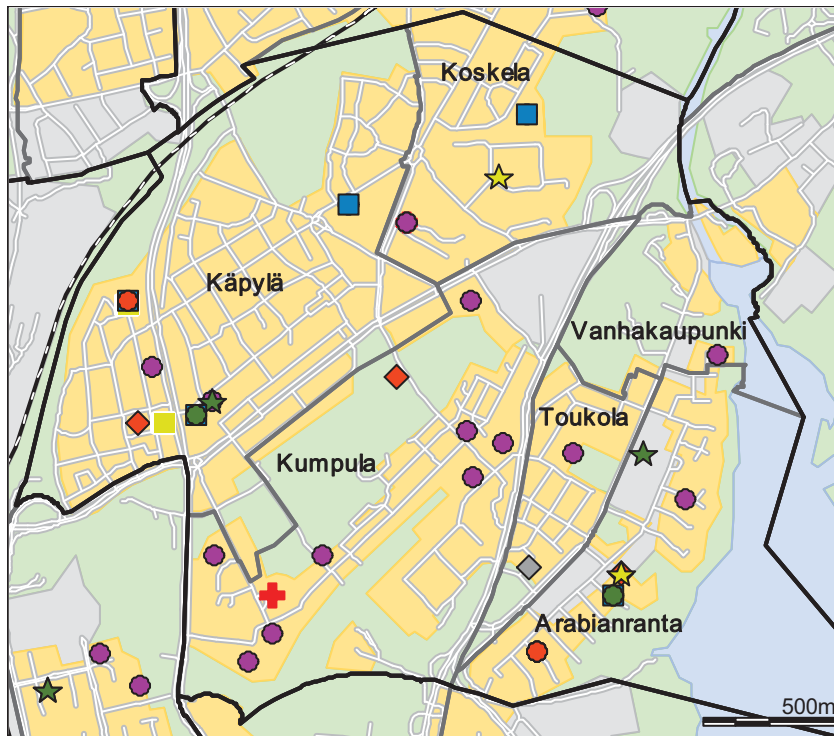 Koskela
Käpylä
Vanhakaupunki
Toukola
Kumpula
Arabianranta
500m